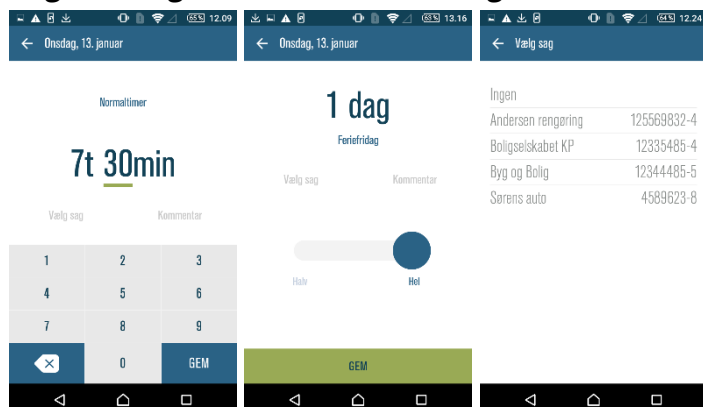 65% 12.09
Onsdag, 13. januar
Normaltimer
7t 30min
Vælg sag Kommentar
1 2 3
4 5 6
7 8 9
0 GEM
63% 13.16
Onsdag, 13. januar
1 dag
Feriefridag
Vælg sag Kommentar
Halv Hel
GEM
64% 12.24
Vælg sag
Ingen
Andersen rengøring 125569832-4
Boligselskabet KP 12335485-4
Byg og Bolig 12344485-5
Sørens auto 4589623-8